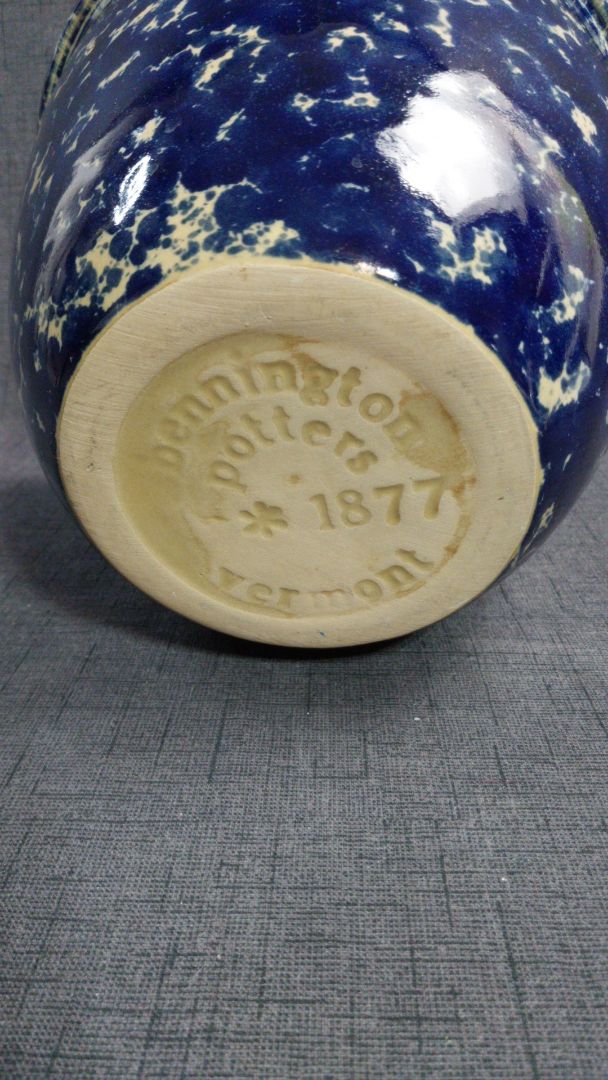 bennington
potters
* 1877
vermont